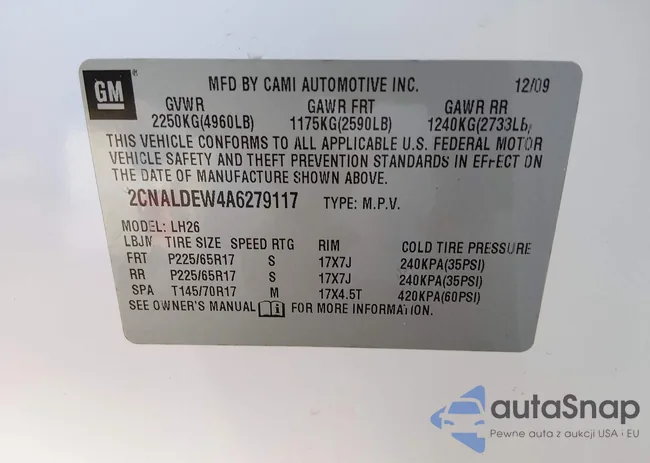 GM ® MFD BY CAMI AUTOMOTIVE INC. 12/09
GVWR GAWR FRT GAWR RR
2250KG(4960LB) 1175KG(2590LB) 1240KG(2733LB)
THIS VEHICLE CONFORMS TO ALL APPLICABLE U.S. FEDERAL MOTOR
VEHICLE SAFETY AND THEFT PREVENTION STANDARDS IN EFFECT ON
THE DATE OF MANUFACTURE SHOWN ABOVE.
2CNALDEW4A6279117 TYPE: M.P.V.
MODEL: LH26
LBJM TIRE SIZE SPEED RTG RIM COLD TIRE PRESSURE
FRT P225/65R17 S 17X7J 240KPA(35PSI)
RR P225/65R17 S 17X7J 240KPA(35PSI)
SPA T145/70R17 M 17X4.5T 420KPA(60PSI)
SEE OWNER'S MANUAL FOR MORE INFORMATION.
autaSnap
Pewne auta z aukcji USA i EU